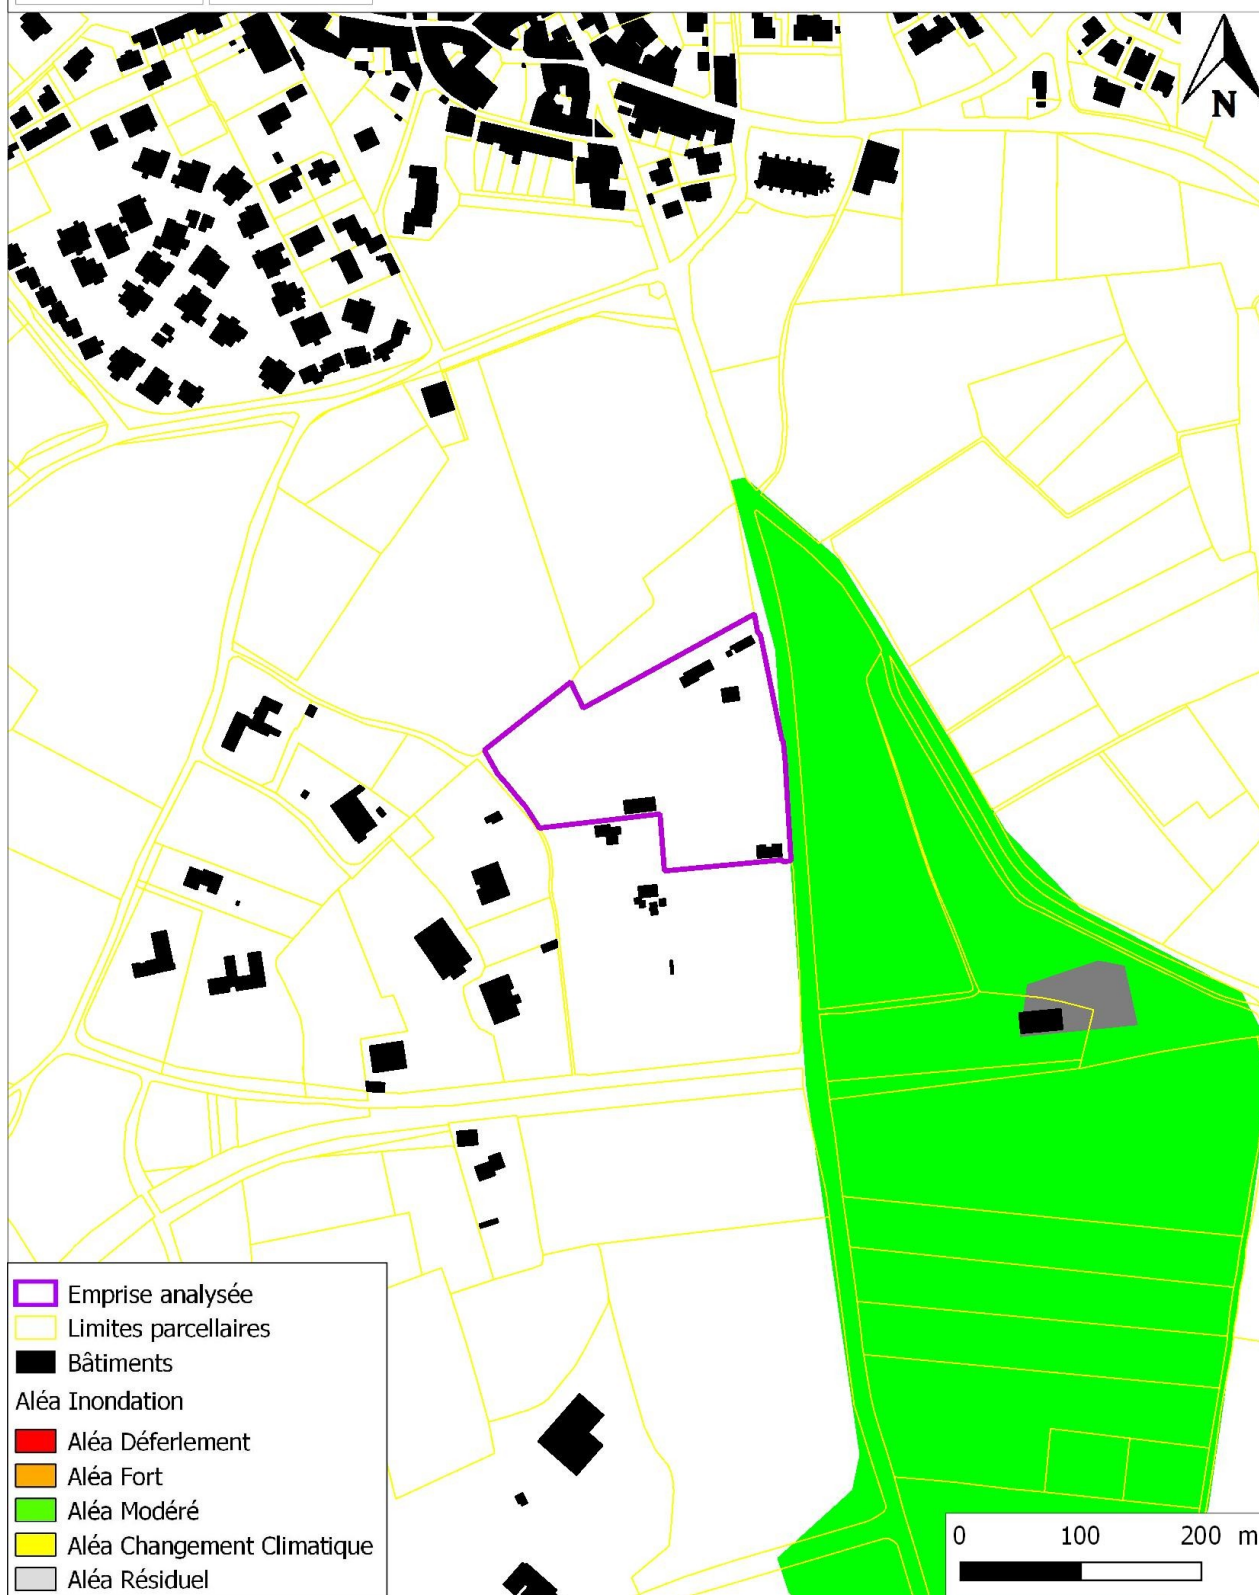 N
Emprise analysée
Limites parcellaires
Bâtiments
Aléa Inondation
Aléa Déferlement
Aléa Fort
Aléa Modéré
Aléa Changement Climatique
Aléa Résiduel
0 100 200 m